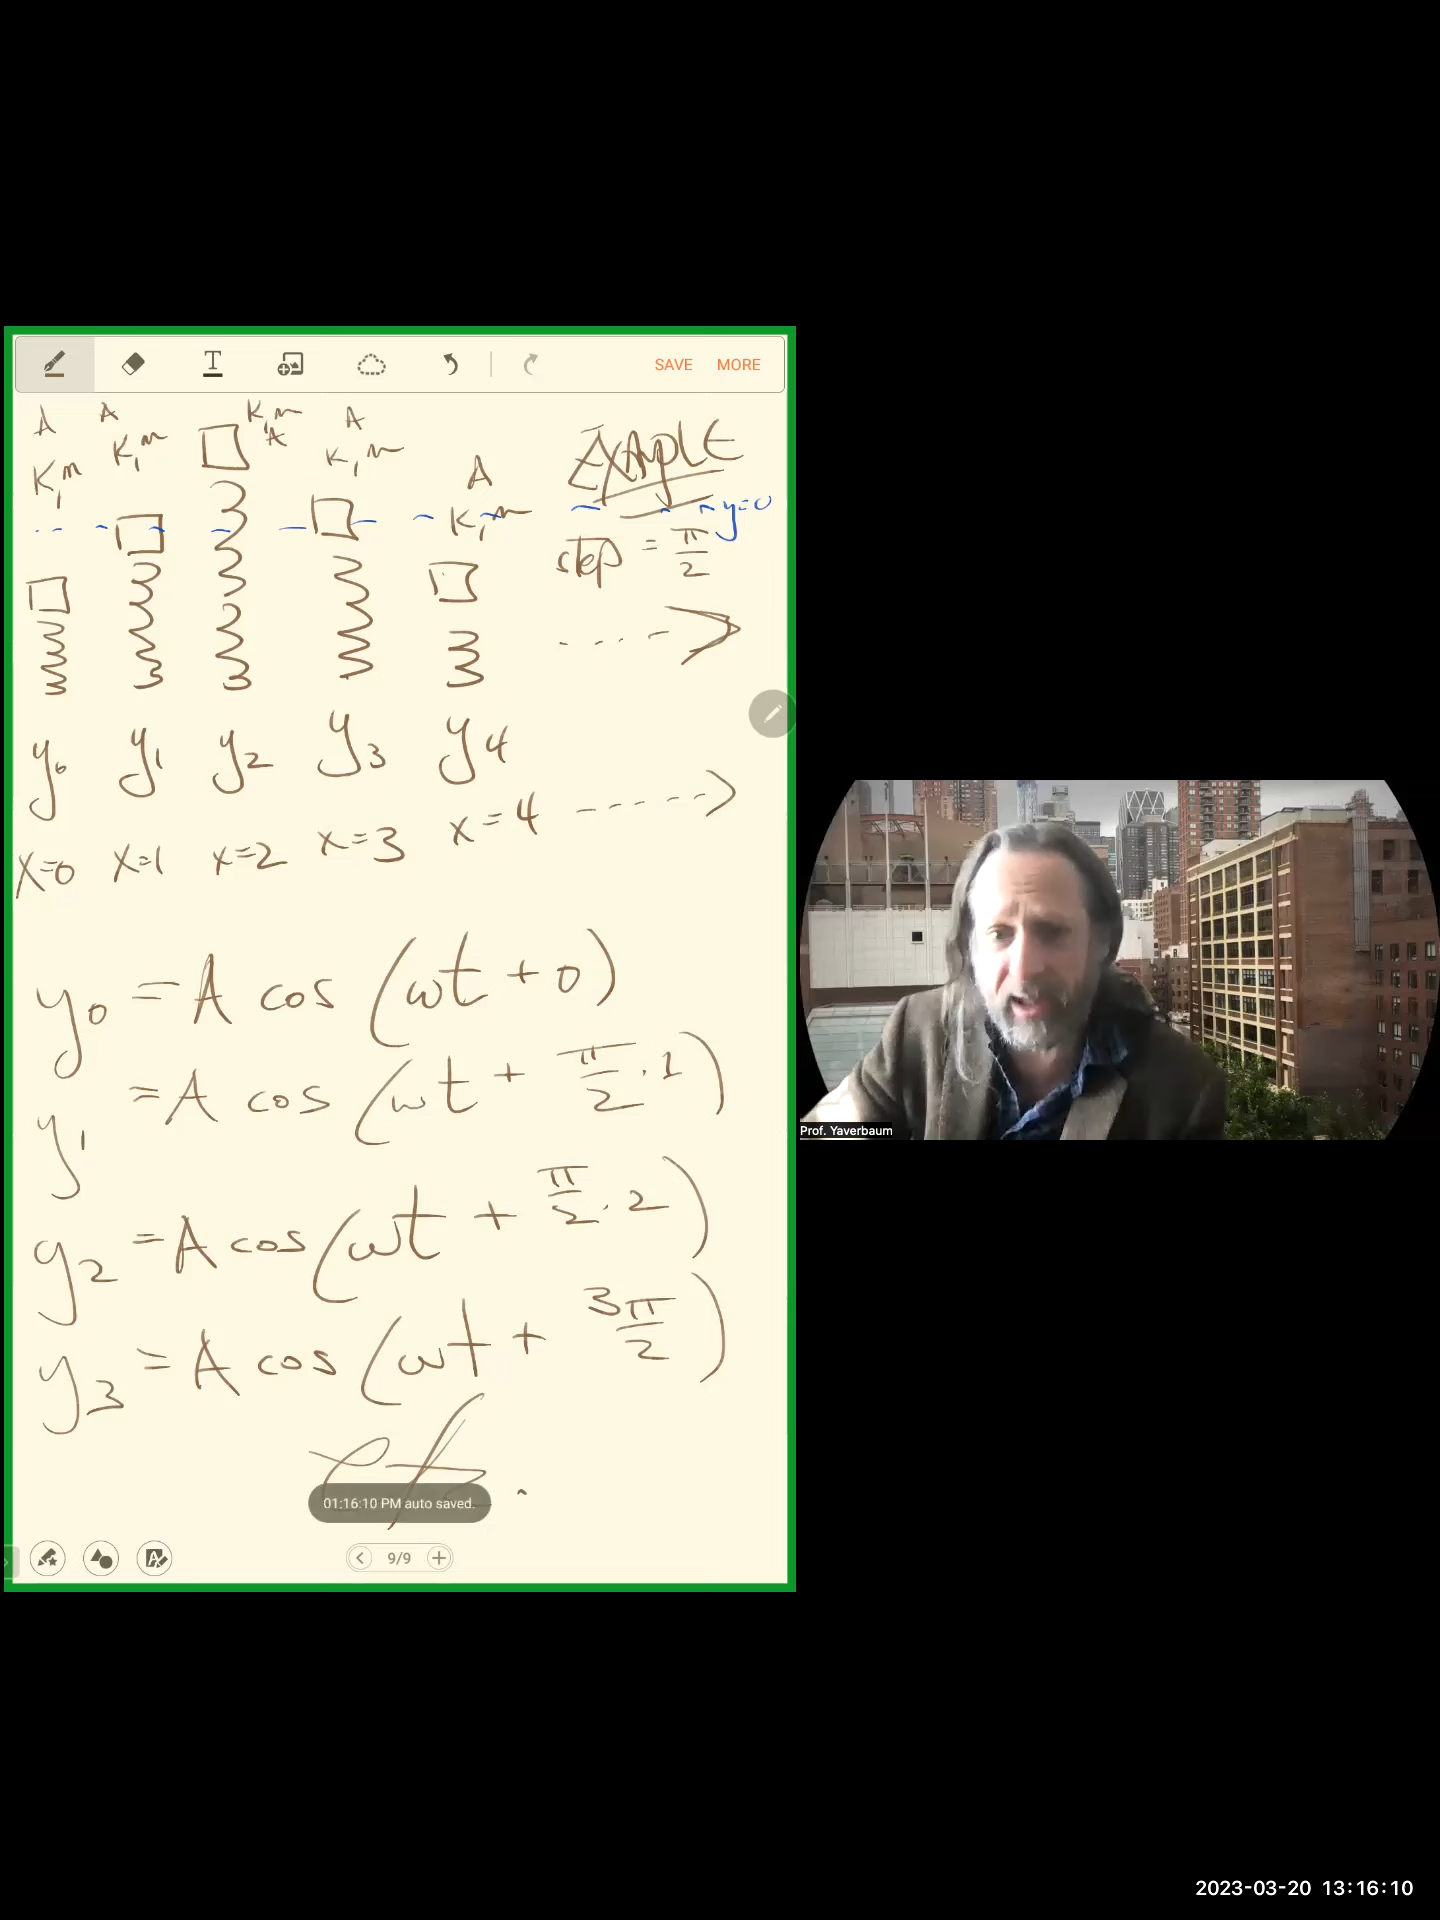 SAVE MORE
A A K,m A
K,m K,m A K,m A
K,m
EXAPLE
y=0
step = π/2
y₀ y₁ y₂ y₃ y₄
x=0 x=1 x=2 x=3 x=4 ---->
y₀ = A cos (ωt + 0)
y₁ = A cos (ωt + π/2 · 1)
y₂ = A cos (ωt + π/2 · 2)
y₃ = A cos (ωt + 3π/2)
etc.
01:16:10 PM auto saved.
9/9
Prof. Yaverbaum
2023-03-20 13:16:10